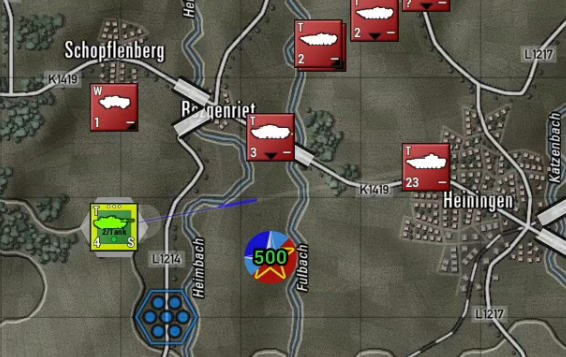 ?
2
2
L1217
Schopflenberg
K1419
W
1
T
3
T
23
K1419
Heiningen
Katzenbach
T
2/Tank
4
S
L1214
Heimbach
500
Fulbach
L1217